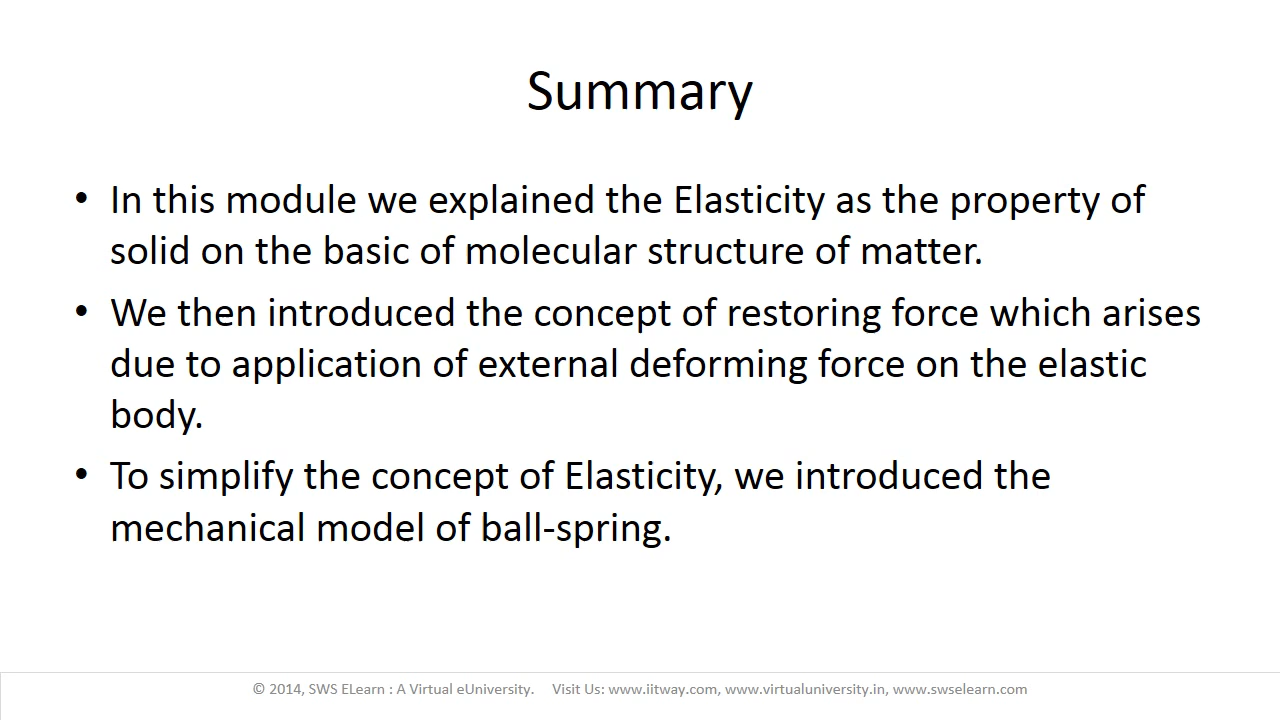 Summary
• In this module we explained the Elasticity as the property of
solid on the basic of molecular structure of matter.
• We then introduced the concept of restoring force which arises
due to application of external deforming force on the elastic
body.
• To simplify the concept of Elasticity, we introduced the
mechanical model of ball-spring.
© 2014, SWS ELearn : A Virtual eUniversity. Visit Us: www.iitway.com, www.virtualuniversity.in, www.swselearn.com